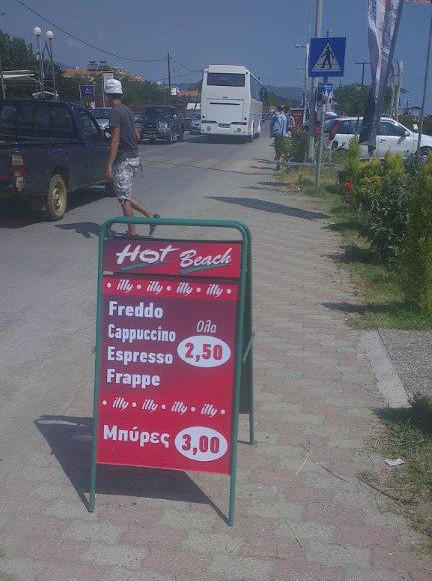 Hot Beach
illy • illy • illy • illy
Freddo
Cappuccino
Espresso
Frappe
Ολα
2,50
illy • illy • illy • illy
Μπύρες 3,00